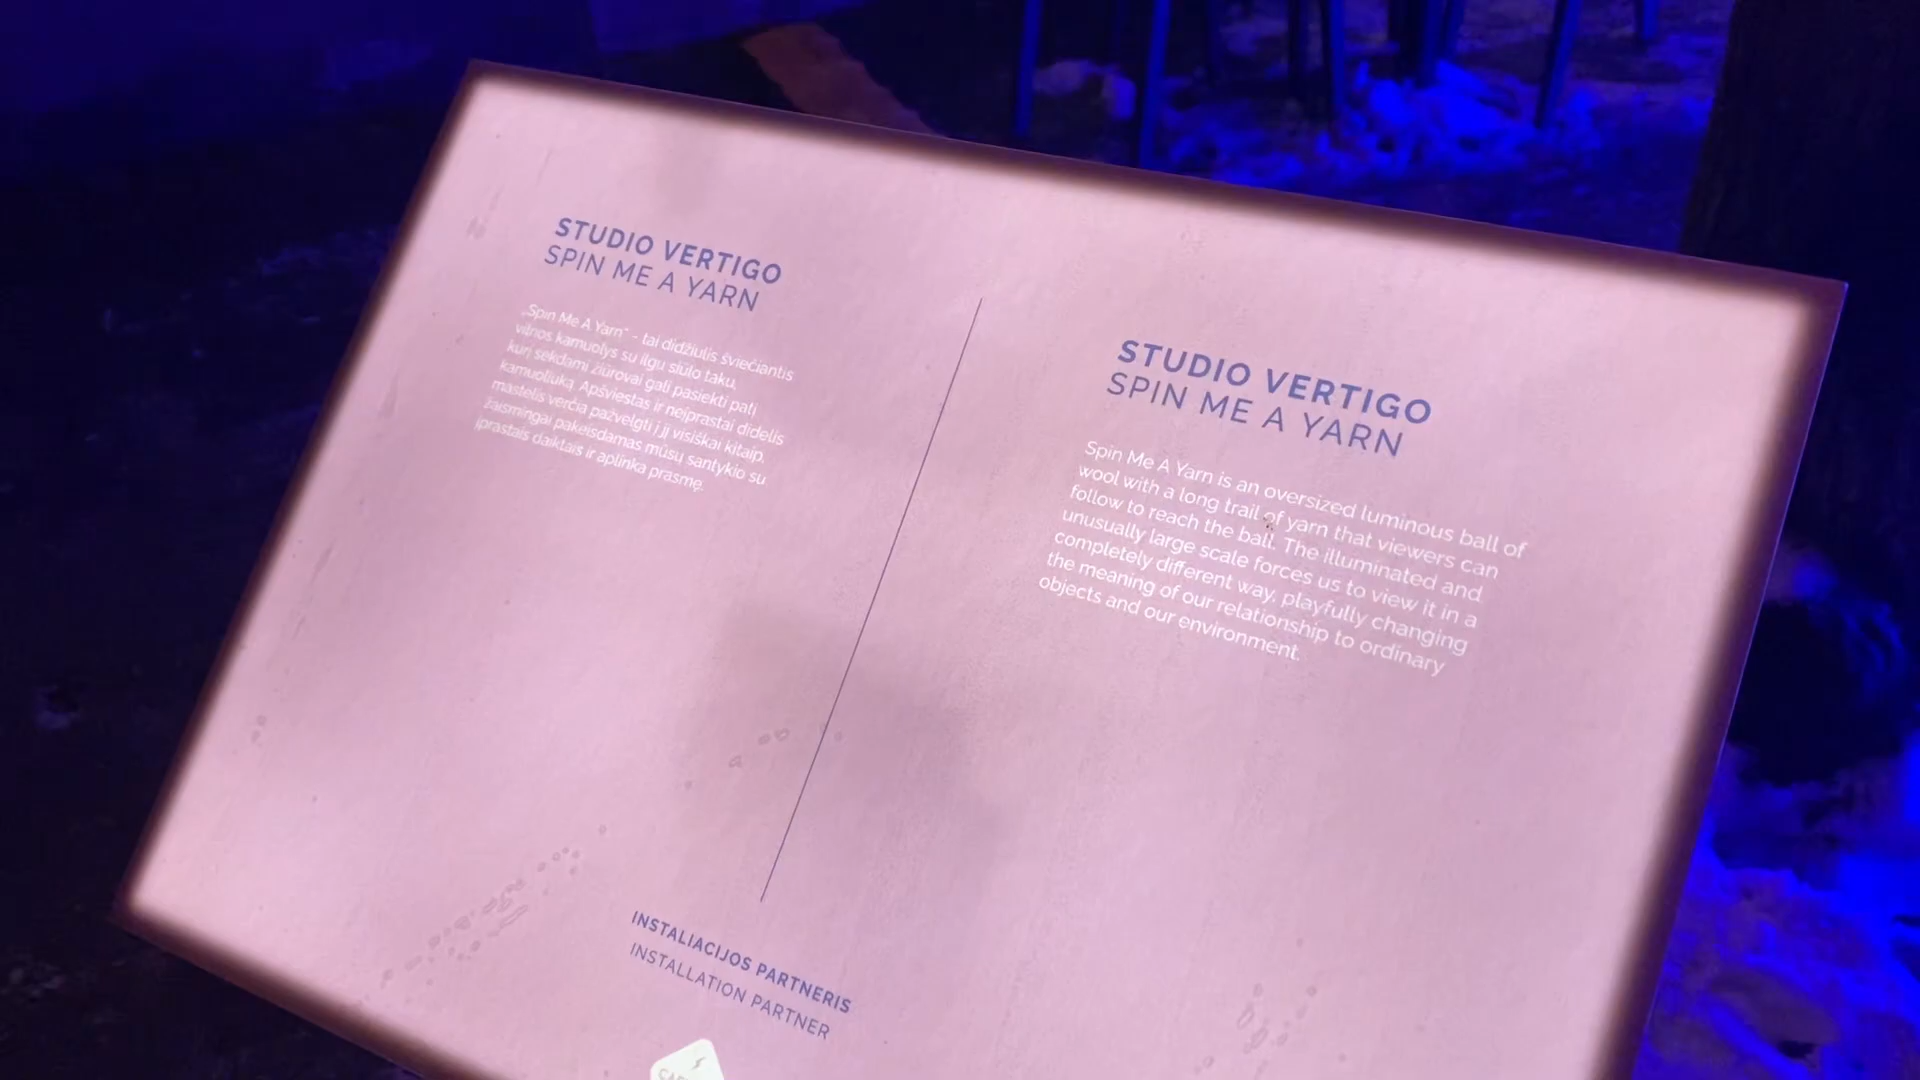 STUDIO VERTIGO
SPIN ME A YARN
„Spin Me A Yarn“ - tai didžiulis šviečiantis
vilnos kamuolys su ilgu siūlo taku,
kurį sekdami žiūrovai gali pasiekti patį
kamuoliuką. Apšviestas ir neįprastai didelis
mastelis verčia pažvelgti į jį visiškai kitaip,
žaismingai pakeisdamas mūsų santykio su
įprastais daiktais ir aplinka prasmę.
STUDIO VERTIGO
SPIN ME A YARN
Spin Me A Yarn is an oversized luminous ball of
wool with a long trail of yarn that viewers can
follow to reach the ball. The illuminated and
unusually large scale forces us to view it in a
completely different way, playfully changing
the meaning of our relationship to ordinary
objects and our environment.
INSTALIACIJOS PARTNERIS
INSTALLATION PARTNER